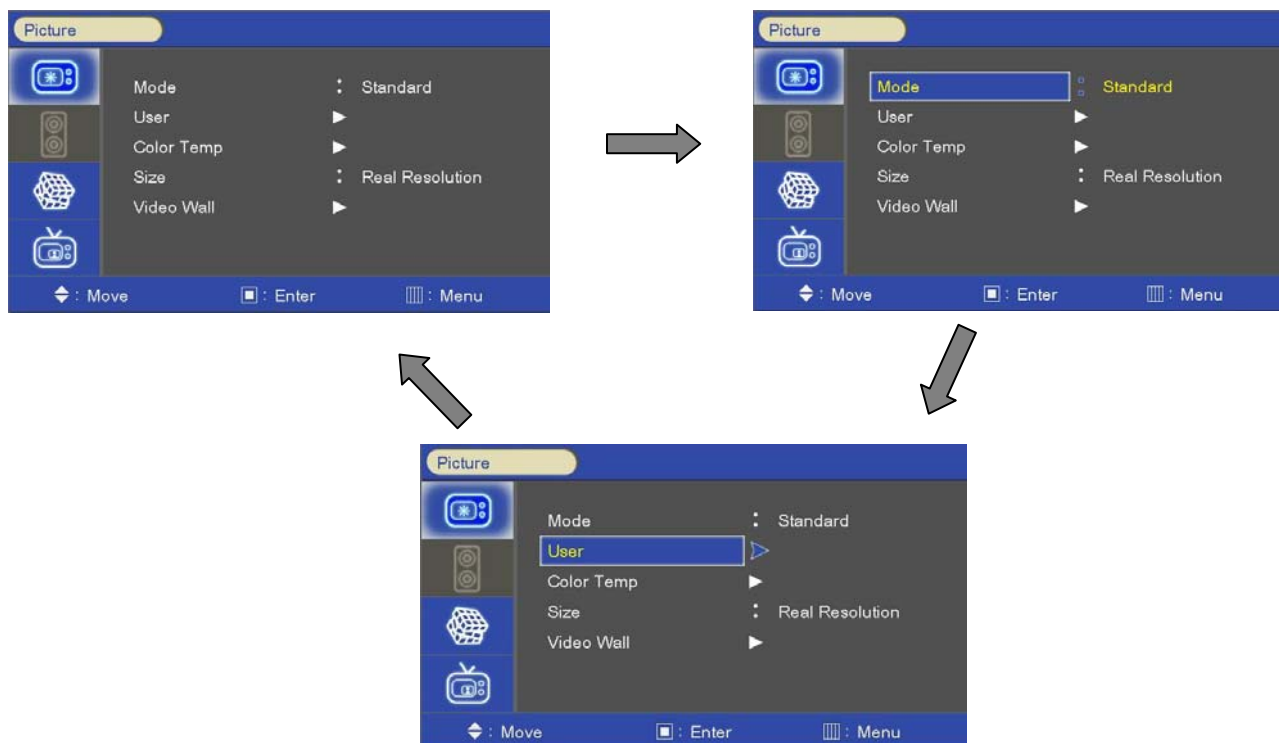 Picture
Mode : Standard
User
Color Temp
Size : Real Resolution
Video Wall
: Move : Enter : Menu
Picture
Mode : Standard
User
Color Temp
Size : Real Resolution
Video Wall
: Move : Enter : Menu
Picture
Mode : Standard
User
Color Temp
Size : Real Resolution
Video Wall
: Move : Enter : Menu